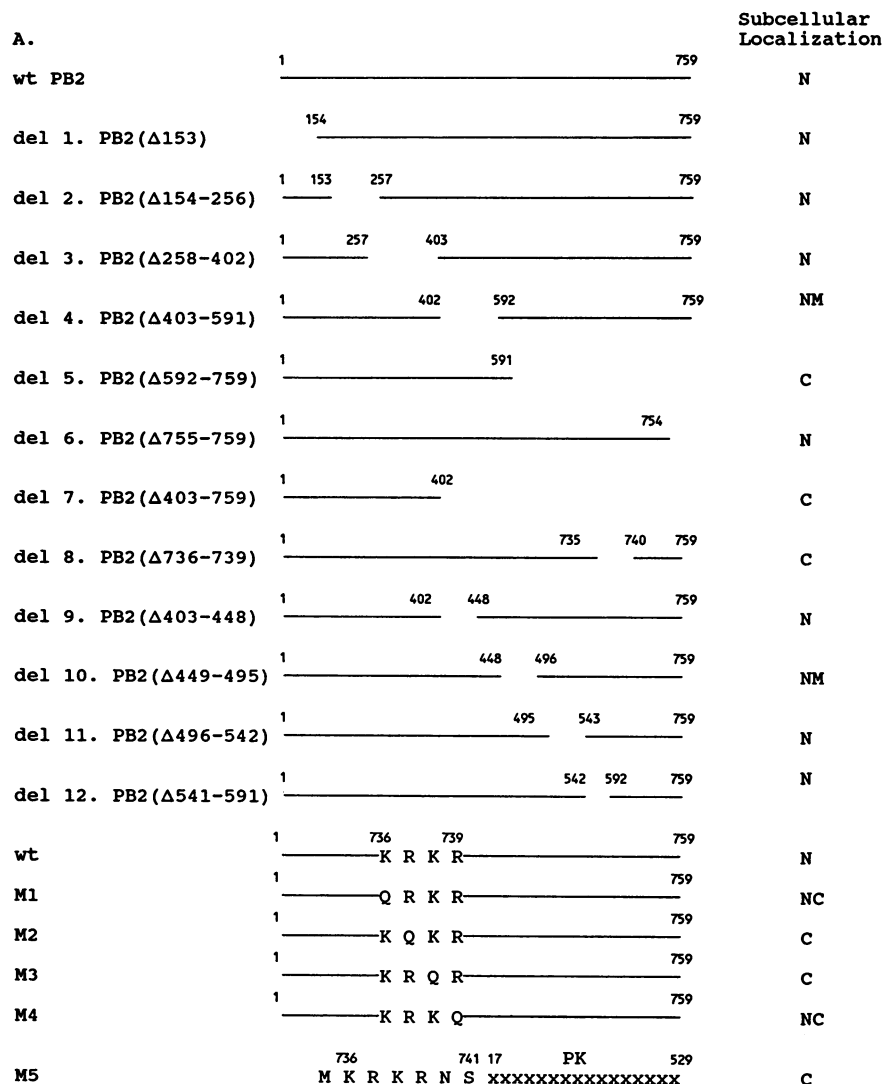 Subcellular
A. Localization
1 759
wt PB2 N
154 759
del 1. PB2(Δ153) N
1 153 257 759
del 2. PB2(Δ154-256) N
1 257 403 759
del 3. PB2(Δ258-402) N
1 402 592 759
del 4. PB2(Δ403-591) NM
1 591
del 5. PB2(Δ592-759) C
1 754
del 6. PB2(Δ755-759) N
1 402
del 7. PB2(Δ403-759) C
1 735 740 759
del 8. PB2(Δ736-739) C
1 402 448 759
del 9. PB2(Δ403-448) N
1 448 496 759
del 10. PB2(Δ449-495) NM
1 495 543 759
del 11. PB2(Δ496-542) N
1 542 592 759
del 12. PB2(Δ541-591) N
1 736 739 759
wt K R K R N
1 759
M1 Q R K R NC
1 759
M2 K Q K R C
1 759
M3 K R Q R C
1 759
M4 K R K Q NC
736 741 17 PK 529
M5 M K R K R N S xxxxxxxxxxxxxxxx C